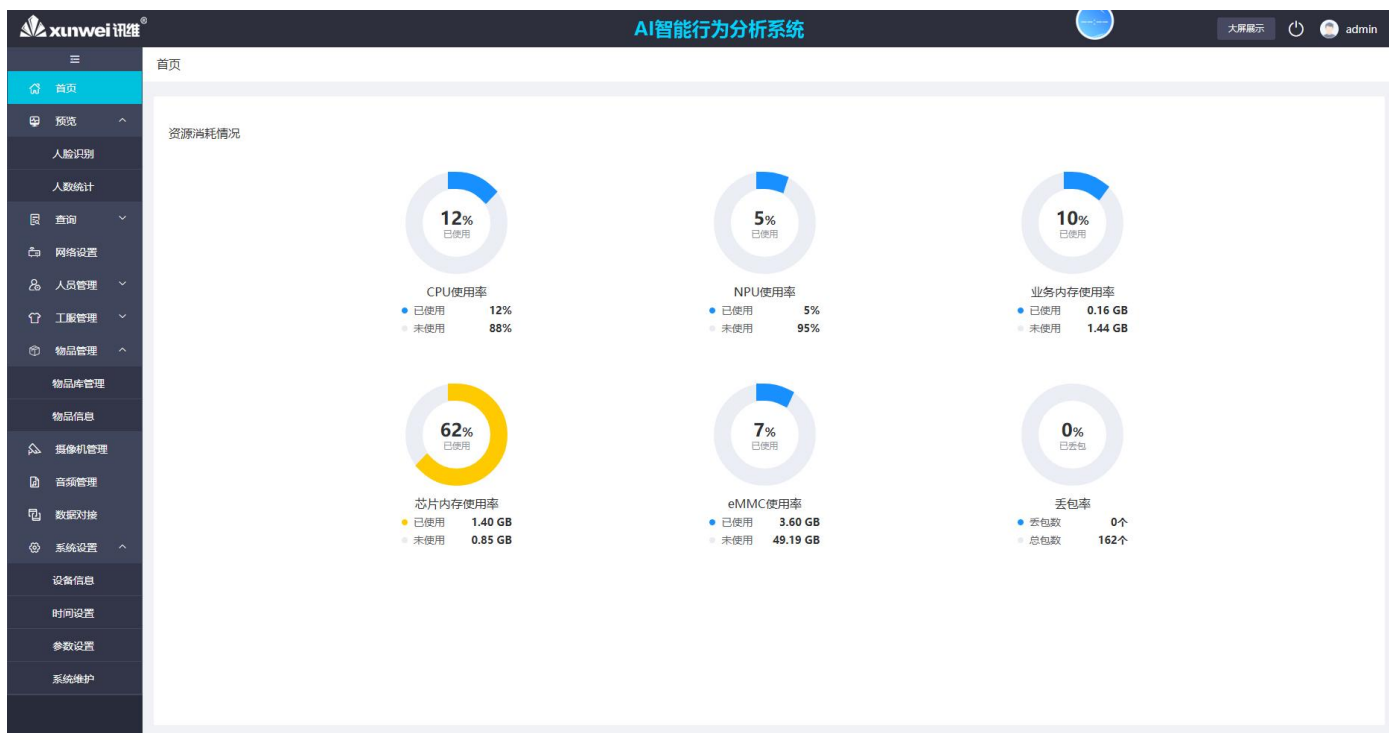 xunwei 讯维®
AI智能行为分析系统
大屏展示
admin
首页
首页
预览
人脸识别
人数统计
查询
网络设置
人员管理
工服管理
物品管理
物品库管理
物品信息
摄像机管理
音频管理
数据对接
系统设置
设备信息
时间设置
参数设置
系统维护
资源消耗情况
12%
已使用
CPU使用率
已使用 12%
未使用 88%
5%
已使用
NPU使用率
已使用 5%
未使用 95%
10%
已使用
业务内存使用率
已使用 0.16 GB
未使用 1.44 GB
62%
已使用
芯片内存使用率
已使用 1.40 GB
未使用 0.85 GB
7%
已使用
eMMC使用率
已使用 3.60 GB
未使用 49.19 GB
0%
已丢包
丢包率
丢包数 0个
总包数 162个